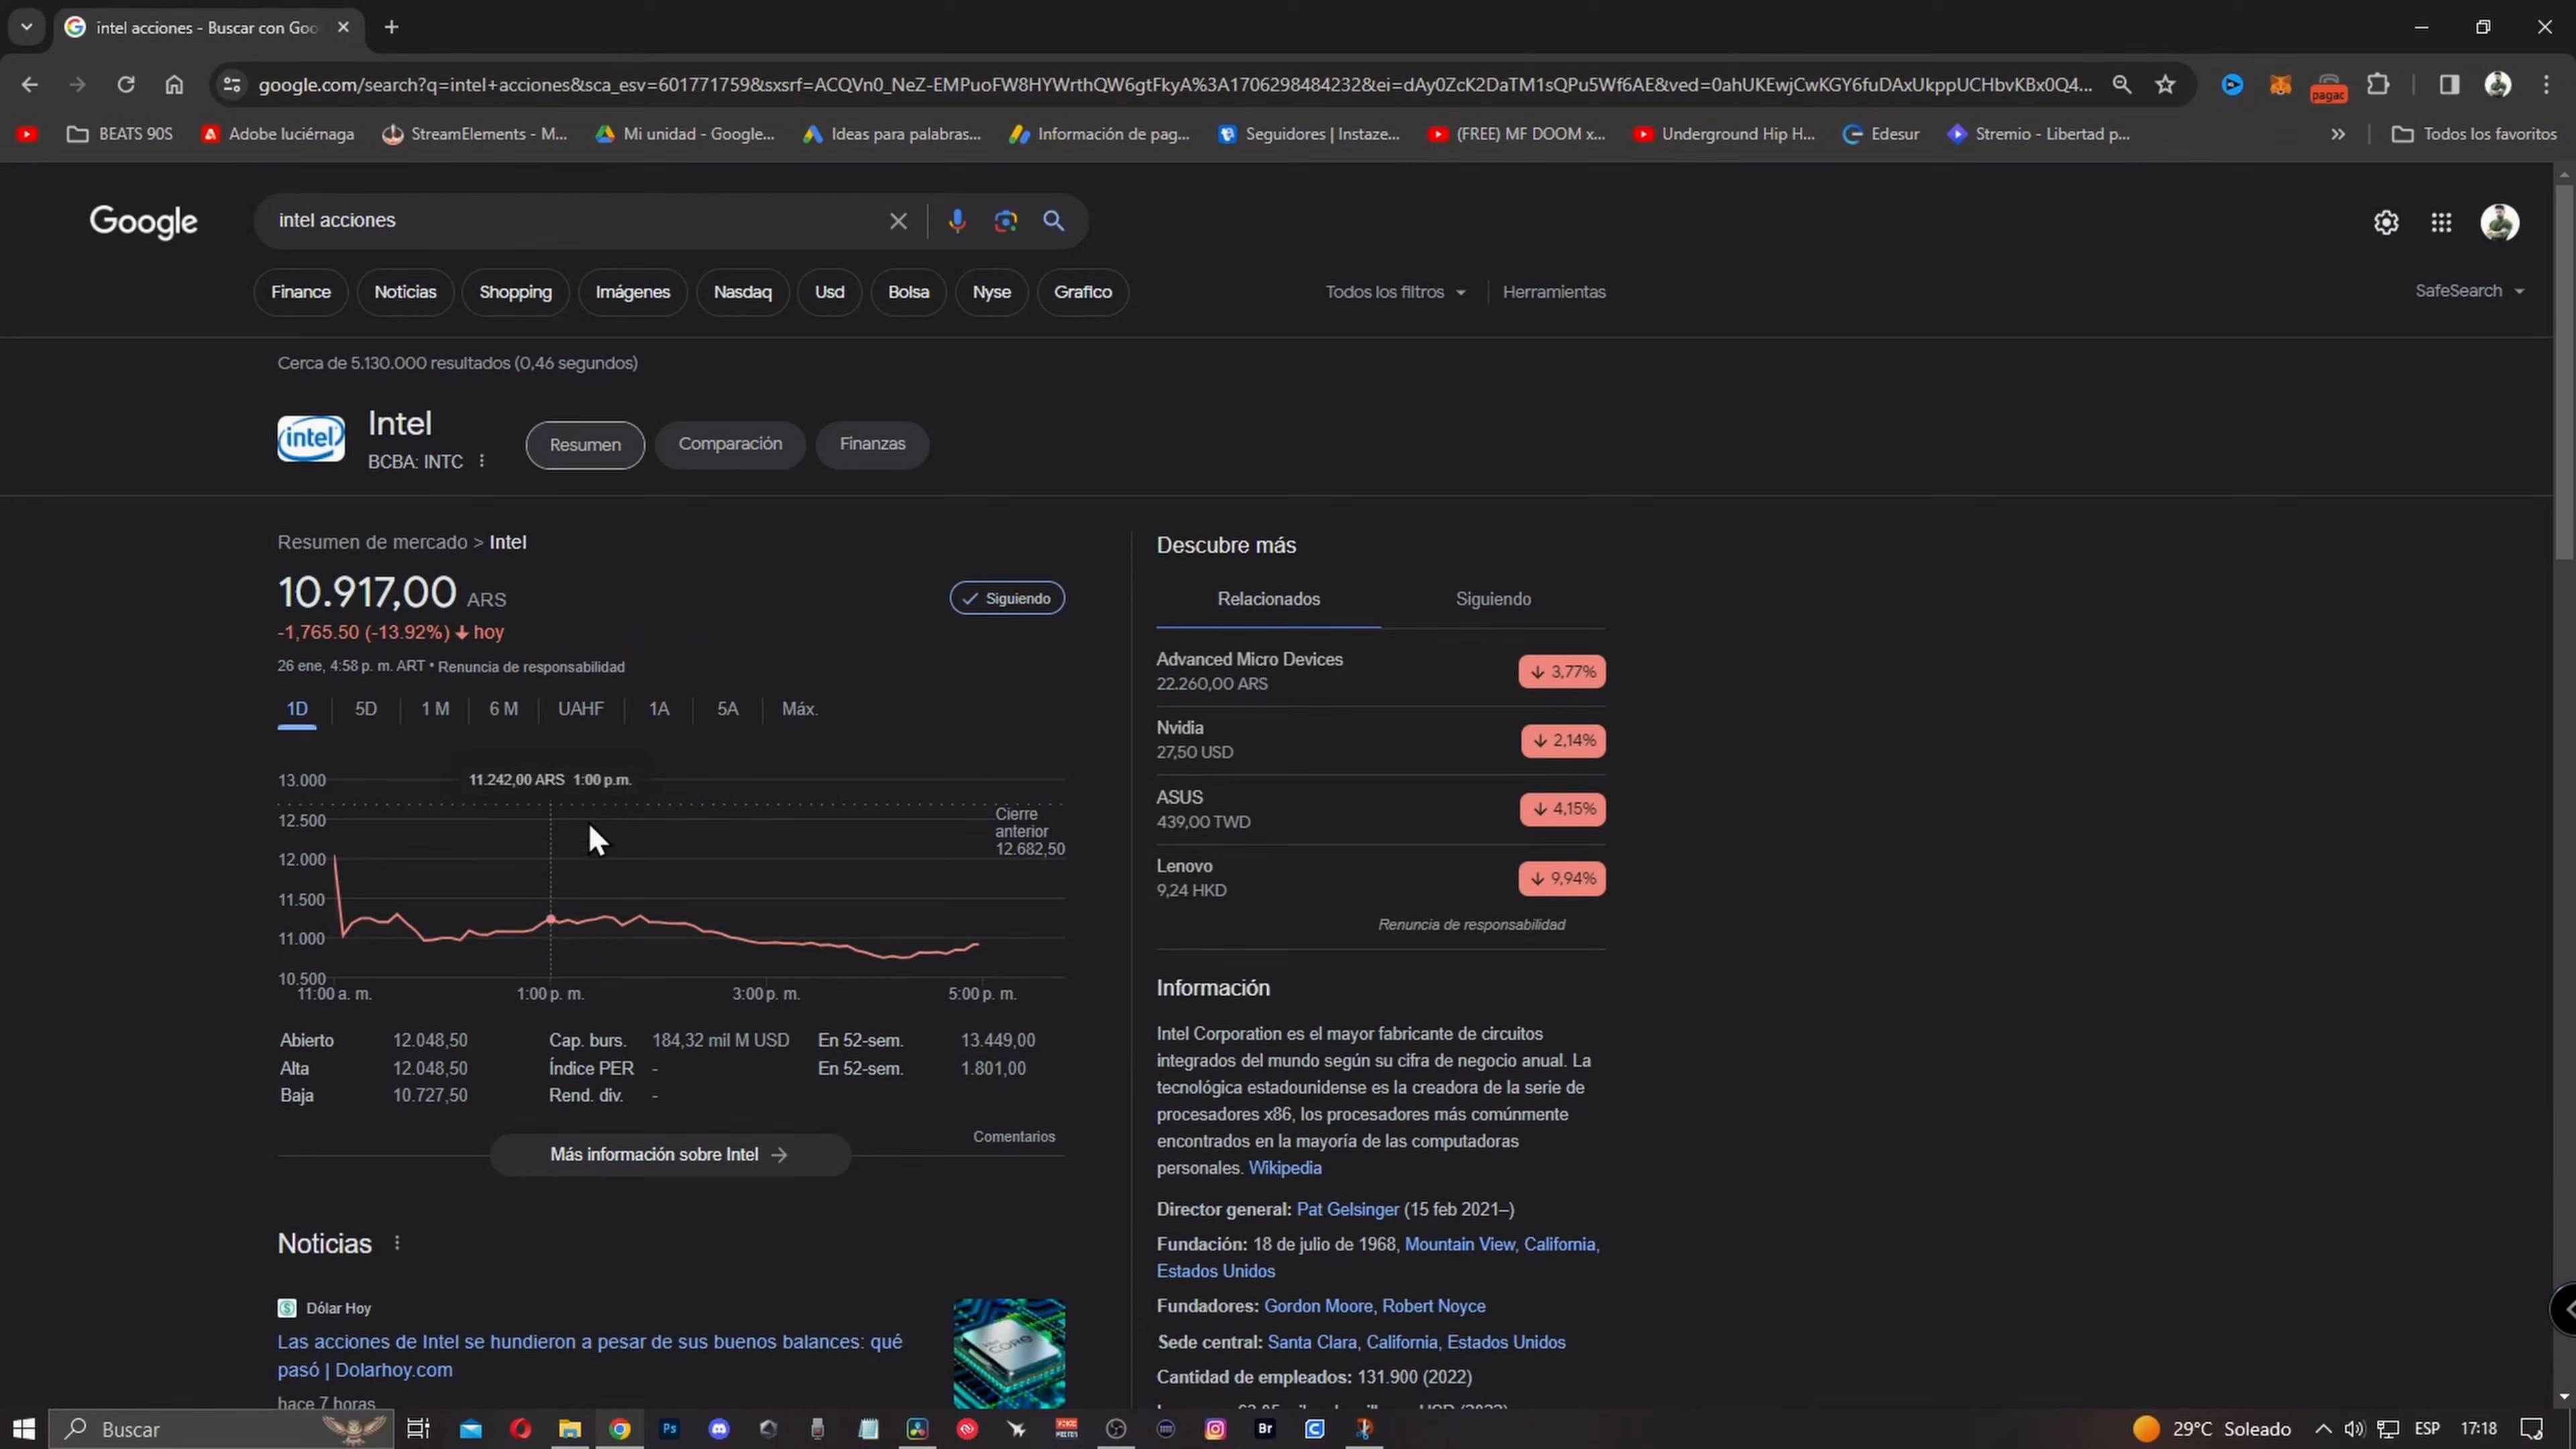 intel acciones - Buscar con Goo
google.com/search?q=intel+acciones&sca_esv=601771759&sxsrf=ACQVn0_NeZ-EMPuoFW8HYWrthQW6gtFkyA%3A1706298484232&ei=dAy0ZcK2DaTM1sQPu5Wf6AE&ved=0ahUKEwjCwKGY6fuDAxUkppUCHbvKBx0Q4...
pagac
BEATS 90S
Adobe luciérnaga
StreamElements - M...
Mi unidad - Google...
Ideas para palabras...
Información de pag...
Seguidores | Instaze...
(FREE) MF DOOM x...
Underground Hip H...
Edesur
Stremio - Libertad p...
»
Todos los favoritos
Google
intel acciones
Finance
Noticias
Shopping
Imágenes
Nasdaq
Usd
Bolsa
Nyse
Grafico
Todos los filtros
Herramientas
SafeSearch
Cerca de 5.130.000 resultados (0,46 segundos)
intel
Intel
BCBA: INTC
Resumen
Comparación
Finanzas
Resumen de mercado > Intel
10.917,00 ARS
Siguiendo
-1,765.50 (-13.92%) ↓ hoy
26 ene, 4:58 p. m. ART • Renuncia de responsabilidad
1D
5D
1 M
6 M
UAHF
1A
5A
Máx.
13.000
11.242,00 ARS 1:00 p.m.
12.500
Cierre
anterior
12.682,50
12.000
11.500
11.000
10.500
11:00 a. m.
1:00 p. m.
3:00 p. m.
5:00 p. m.
Abierto 12.048,50 Cap. burs. 184,32 mil M USD En 52-sem. 13.449,00
Alta 12.048,50 Índice PER - En 52-sem. 1.801,00
Baja 10.727,50 Rend. div. -
Comentarios
Más información sobre Intel →
Noticias
Dólar Hoy
Las acciones de Intel se hundieron a pesar de sus buenos balances: qué
pasó | Dolarhoy.com
hace 7 horas
CORE
Descubre más
Relacionados
Siguiendo
Advanced Micro Devices
22.260,00 ARS
↓ 3,77%
Nvidia
27,50 USD
↓ 2,14%
ASUS
439,00 TWD
↓ 4,15%
Lenovo
9,24 HKD
↓ 9,94%
Renuncia de responsabilidad
Información
Intel Corporation es el mayor fabricante de circuitos
integrados del mundo según su cifra de negocio anual. La
tecnológica estadounidense es la creadora de la serie de
procesadores x86, los procesadores más comúnmente
encontrados en la mayoría de las computadoras
personales. Wikipedia
Director general: Pat Gelsinger (15 feb 2021–)
Fundación: 18 de julio de 1968, Mountain View, California,
Estados Unidos
Fundadores: Gordon Moore, Robert Noyce
Sede central: Santa Clara, California, Estados Unidos
Cantidad de empleados: 131.900 (2022)
Buscar
Ps
Br
29°C Soleado
ESP
17:18